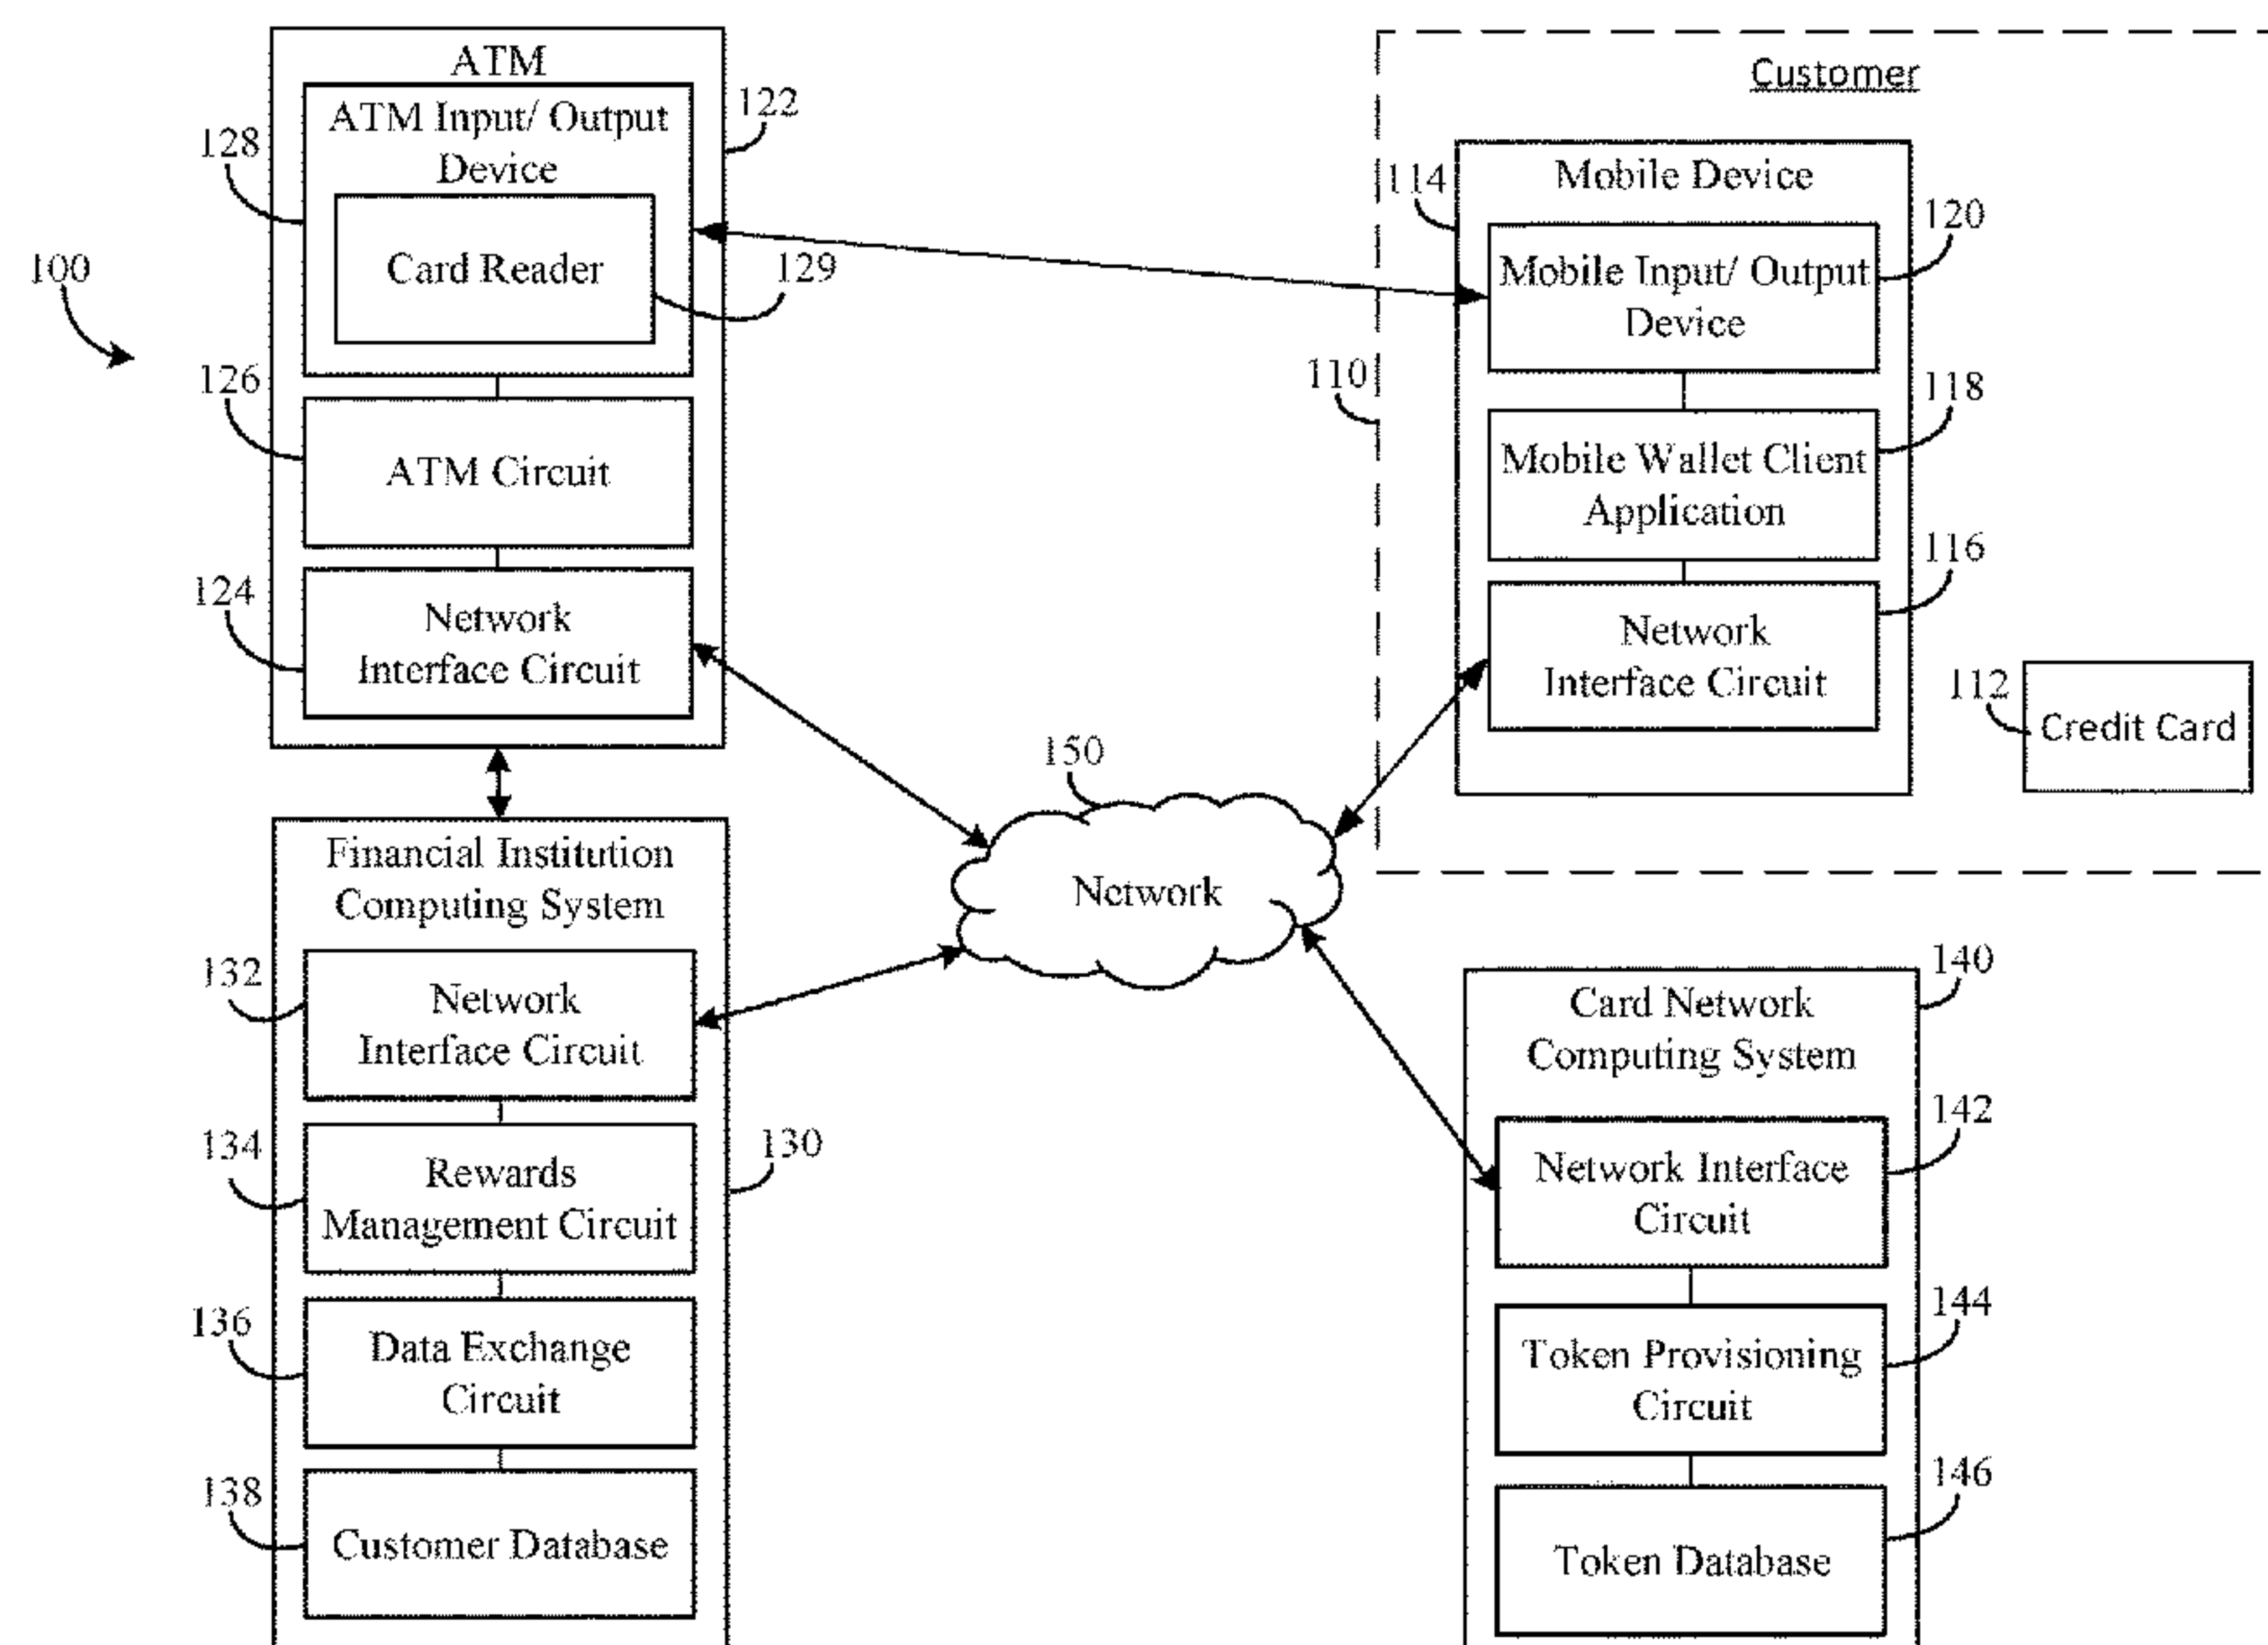 ATM
ATM Input/ Output
Device
Card Reader
ATM Circuit
Network
Interface Circuit
122
128
129
126
124
100
Customer
Mobile Device
Mobile Input/ Output
Device
Mobile Wallet Client
Application
Network
Interface Circuit
114
120
110
118
116
112
Credit Card
150
Network
Financial Institution
Computing System
Network
Interface Circuit
Rewards
Management Circuit
Data Exchange
Circuit
Customer Database
132
134
130
136
138
Card Network
Computing System
Network Interface
Circuit
Token Provisioning
Circuit
Token Database
140
142
144
146